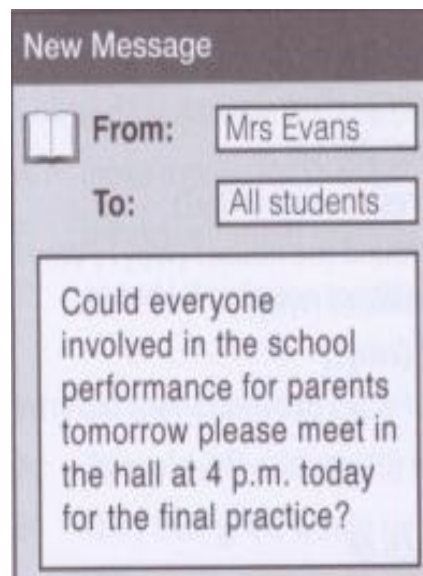 New Message
From: Mrs Evans
To: All students
Could everyone
involved in the school
performance for parents
tomorrow please meet in
the hall at 4 p.m. today
for the final practice?